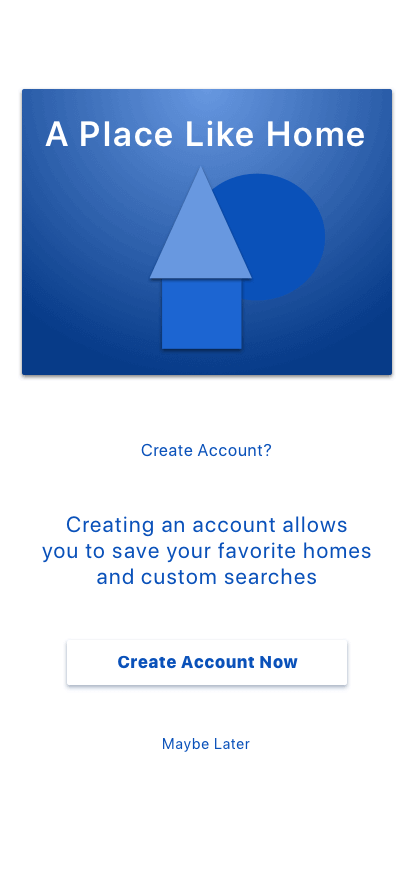 A Place Like Home
Create Account?
Creating an account allows
you to save your favorite homes
and custom searches
Create Account Now
Maybe Later